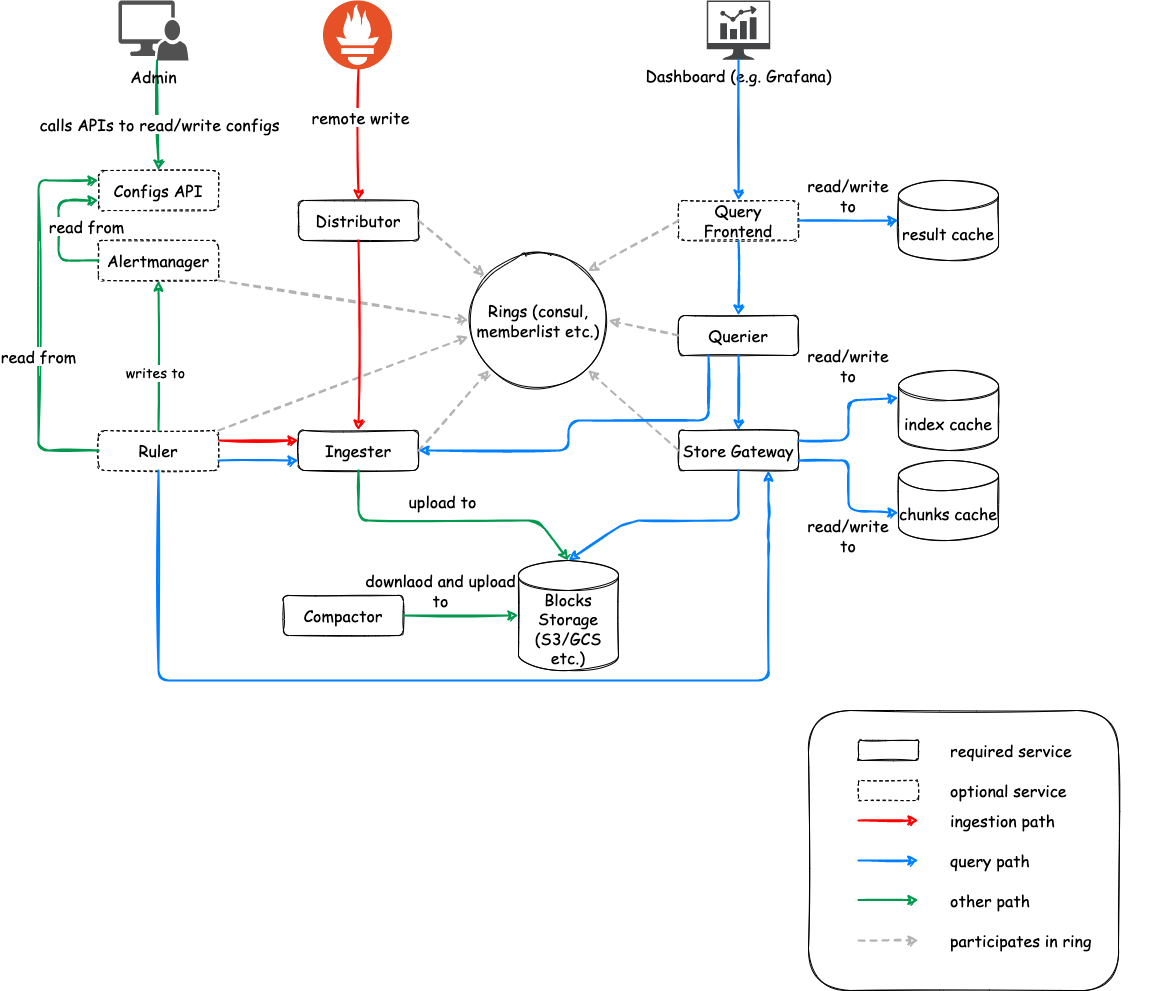 Admin
Dashboard (e.g. Grafana)
calls APIs to read/write configs
remote write
Configs API
read/write
to
Distributor
Query
Frontend
result cache
read from
Alertmanager
Rings (consul,
memberlist etc.)
Querier
read from
writes to
read/write
to
index cache
Ruler
Ingester
Store Gateway
upload to
chunks cache
read/write
to
downlaod and upload
to
Compactor
Blocks
Storage
(S3/GCS
etc.)
required service
optional service
ingestion path
query path
other path
participates in ring